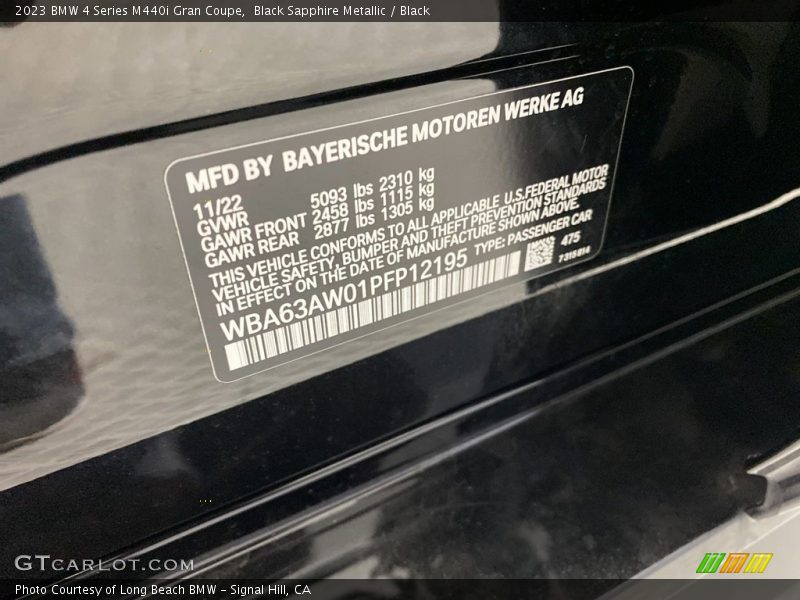 2023 BMW 4 Series M440i Gran Coupe,  Black Sapphire Metallic / Black
MFD BY BAYERISCHE MOTOREN WERKE AG
11/22
GVWR 5093 lbs 2310 kg
GAWR FRONT 2458 lbs 1115 kg
GAWR REAR 2877 lbs 1305 kg
THIS VEHICLE CONFORMS TO ALL APPLICABLE U.S.FEDERAL MOTOR
VEHICLE SAFETY, BUMPER AND THEFT PREVENTION STANDARDS
IN EFFECT ON THE DATE OF MANUFACTURE SHOWN ABOVE.
WBA63AW01PFP12195 TYPE: PASSENGER CAR
475
7315814
GTCARLOT.COM
Photo Courtesy of Long Beach BMW – Signal Hill, CA